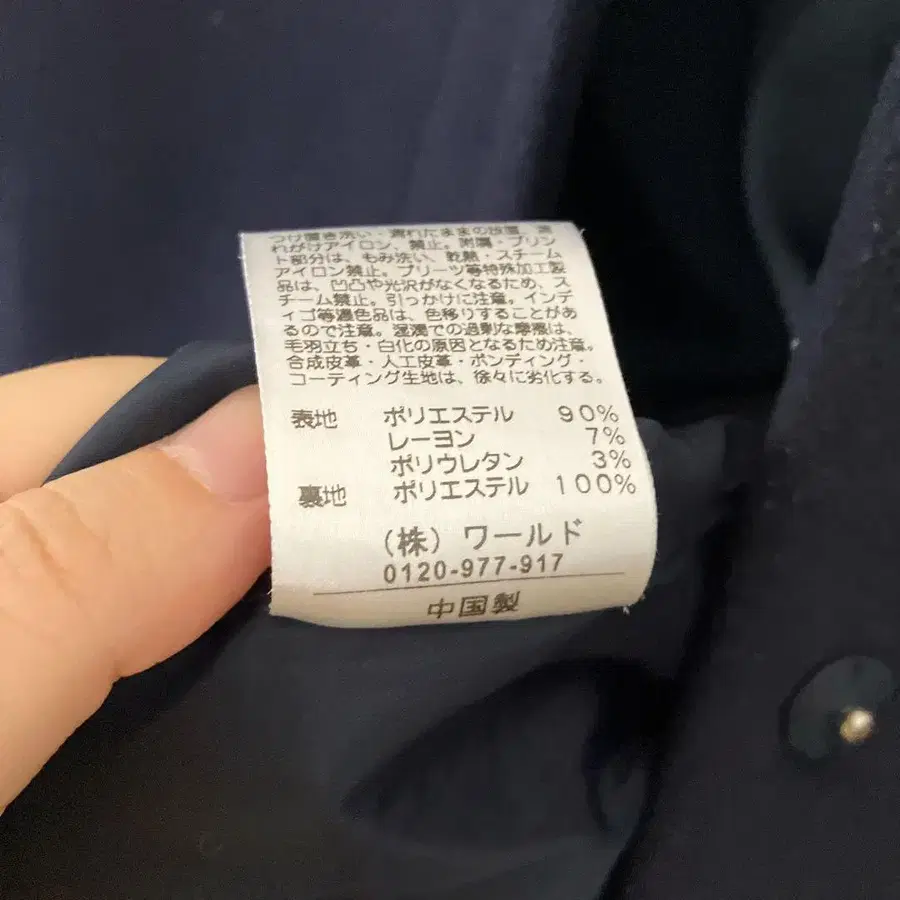 つけ置き洗い・濡れたままの放置、濡
れがけアイロン、禁止。附属・プリン
ト部分は、もみ洗い、乾熱・スチーム
アイロン禁止。プリーツ等特殊加工製
品は、凹凸や光沢がなくなるため、ス
チーム禁止。引っかけに注意。インデ
ィゴ等濃色品は、色移りすることがあ
るので注意。湿潤での過剰な摩擦は、
毛羽立ち・白化の原因となるため注意。
合成皮革・人工皮革・ボンディング・
コーティング生地は、徐々に劣化する。
表地 ポリエステル 90%
レーヨン 7%
ポリウレタン 3%
裏地 ポリエステル 100%
(株)ワールド
0120-977-917
中国製